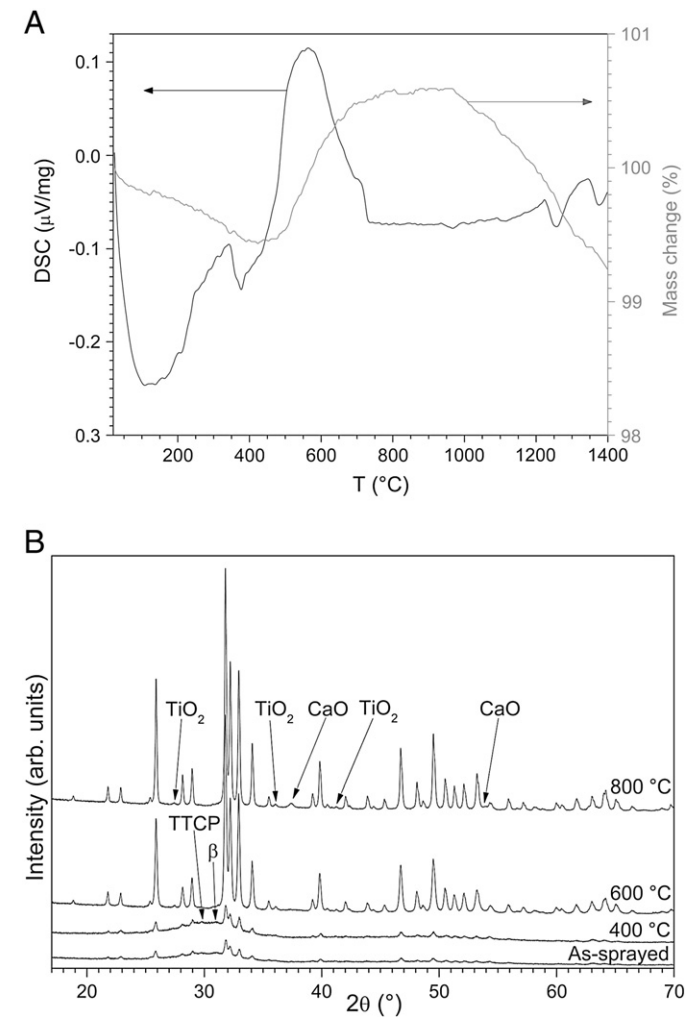 A
0.1
0.0
-0.1
-0.2
0.3
DSC (µV/mg)
101
100
99
98
Mass change (%)
200 400 600 800 1000 1200 1400
T (°C)
B
Intensity (arb. units)
TiO₂ TiO₂ CaO TiO₂ CaO
800 °C
TTCP
β
600 °C
400 °C
As-sprayed
20 30 40 50 60 70
2θ (°)